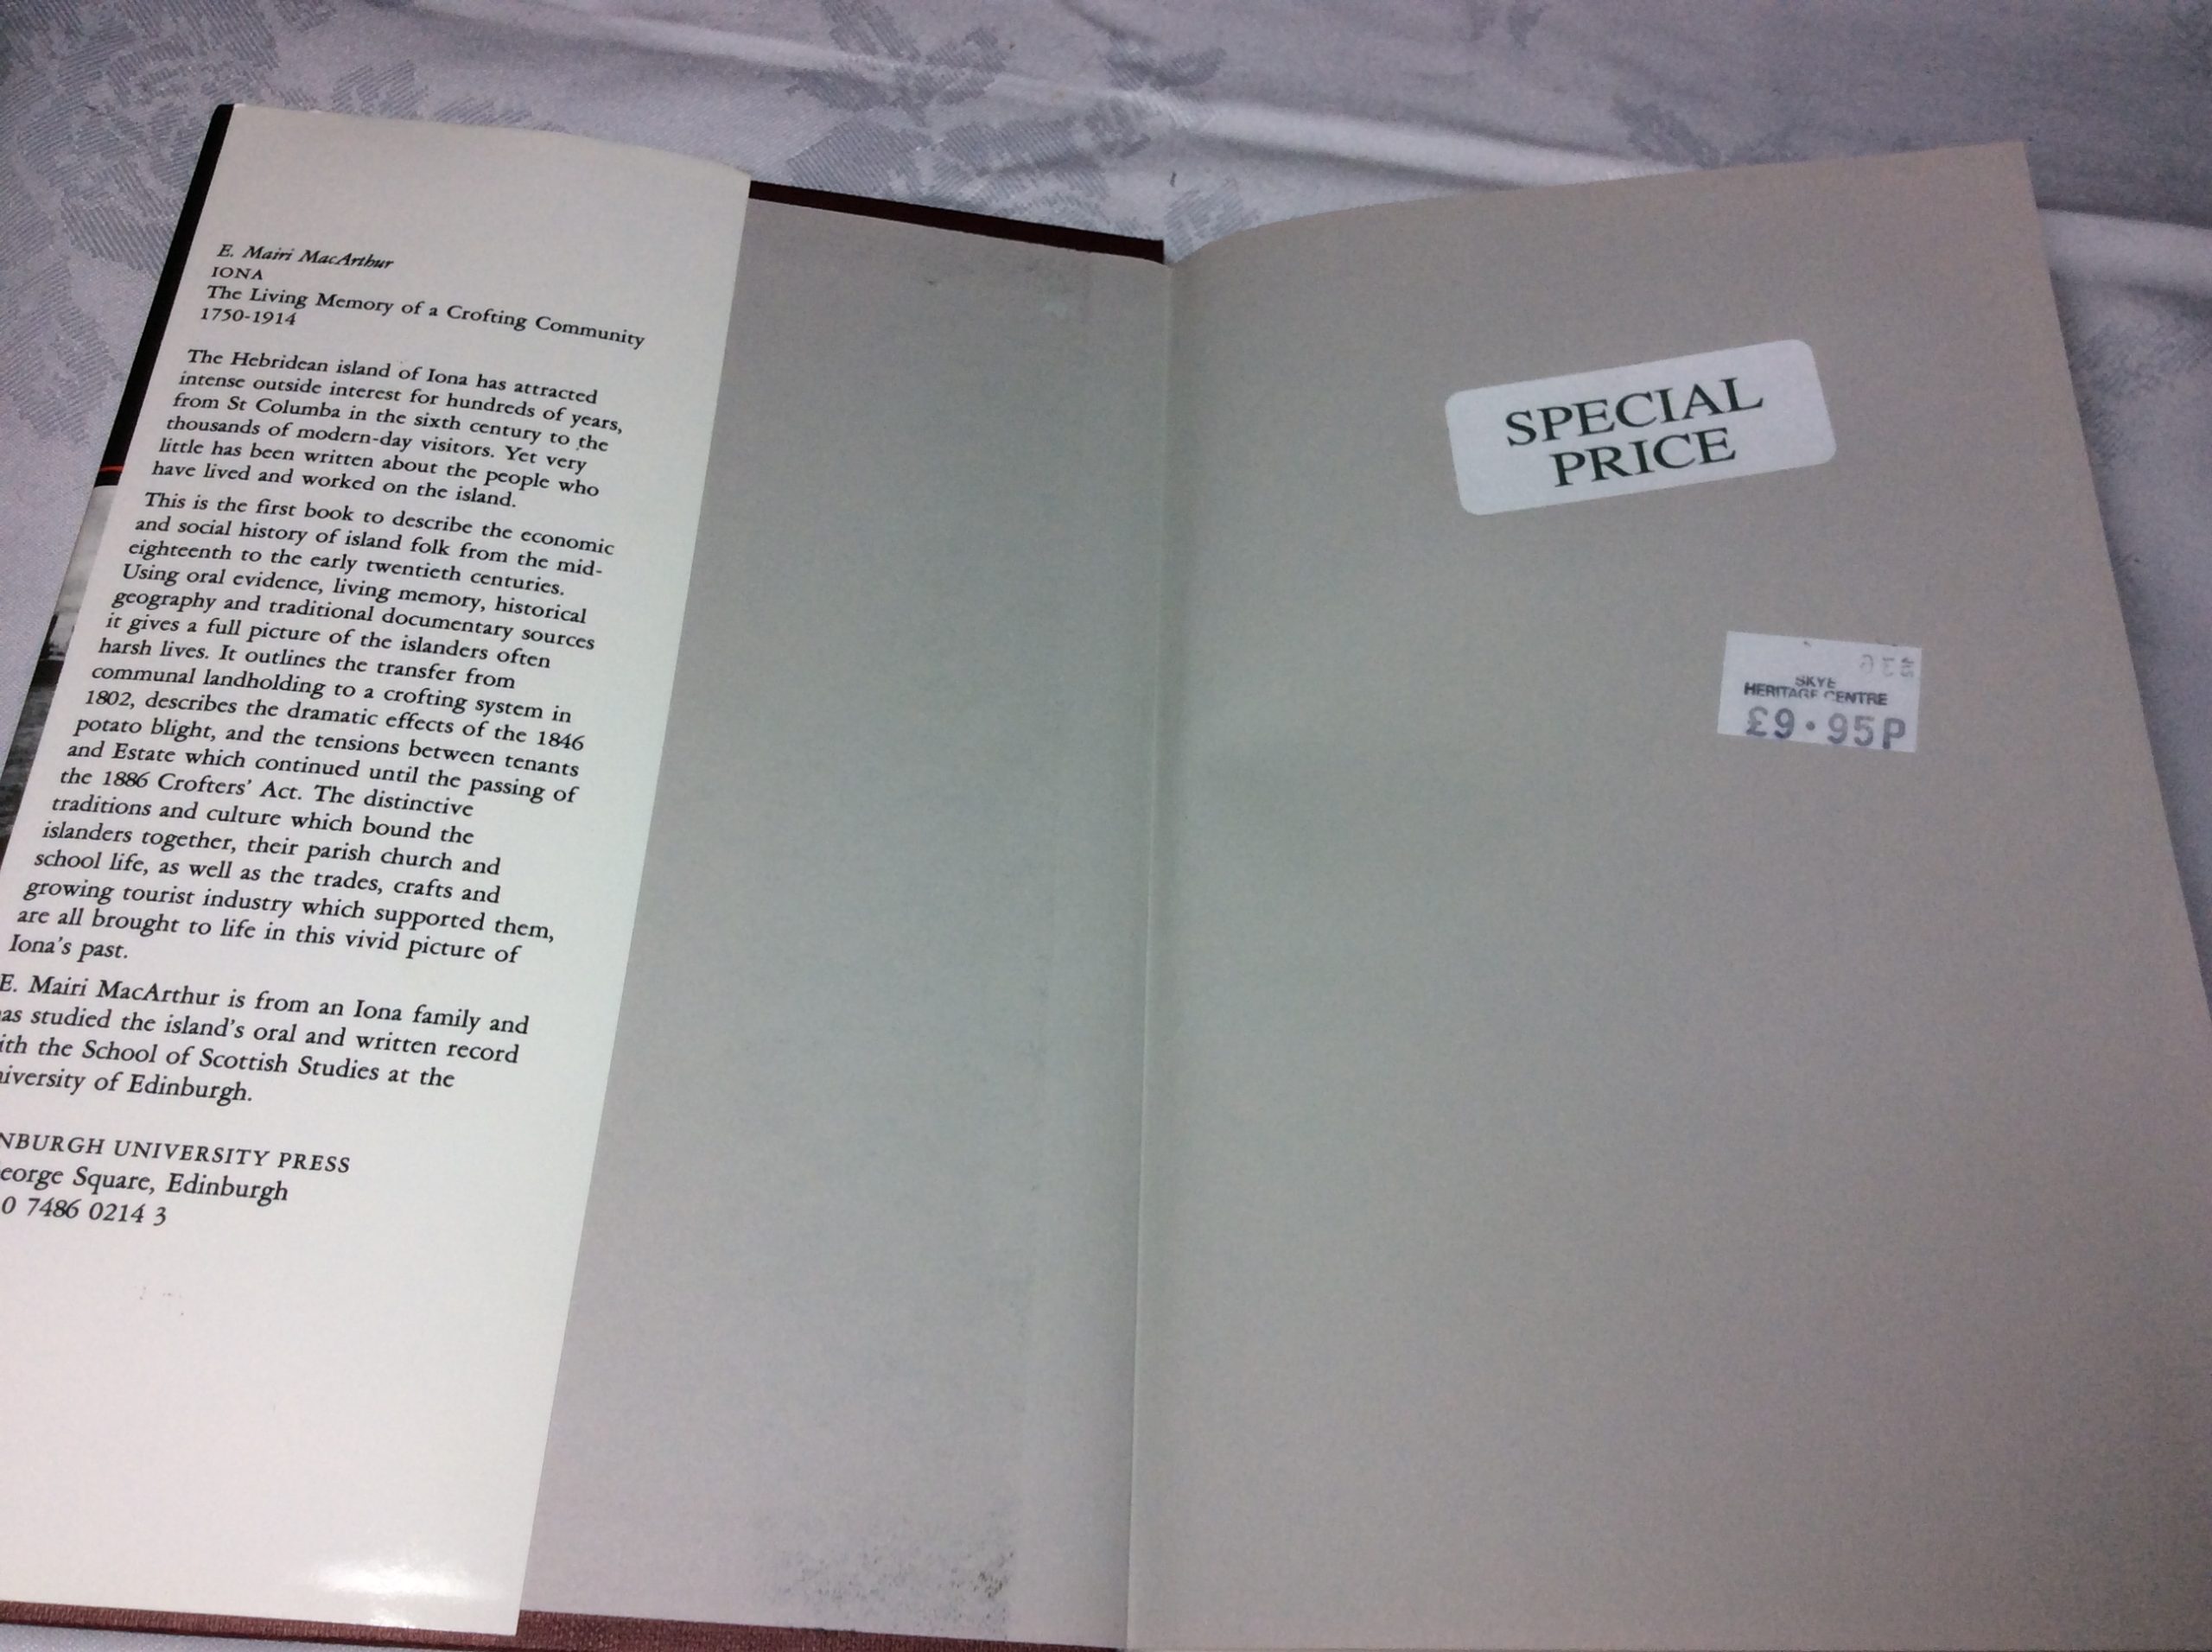 E. Mairi MacArthur
IONA
The Living Memory of a Crofting Community
1750-1914
The Hebridean island of Iona has attracted
intense outside interest for hundreds of years,
from St Columba in the sixth century to the
thousands of modern-day visitors. Yet very
little has been written about the people who
have lived and worked on the island.
This is the first book to describe the economic
and social history of island folk from the mid-
eighteenth to the early twentieth centuries.
Using oral evidence, living memory, historical
geography and traditional documentary sources
it gives a full picture of the islanders often
harsh lives. It outlines the transfer from
communal landholding to a crofting system in
1802, describes the dramatic effects of the 1846
potato blight, and the tensions between tenants
and Estate which continued until the passing of
the 1886 Crofters' Act. The distinctive
traditions and culture which bound the
islanders together, their parish church and
school life, as well as the trades, crafts and
growing tourist industry which supported them,
are all brought to life in this vivid picture of
Iona's past.
E. Mairi MacArthur is from an Iona family and
as studied the island's oral and written record
ith the School of Scottish Studies at the
iversity of Edinburgh.
NBURGH UNIVERSITY PRESS
eorge Square, Edinburgh
0 7486 0214 3
SPECIAL
PRICE
SKYE
HERITAGE CENTRE
£9.95P